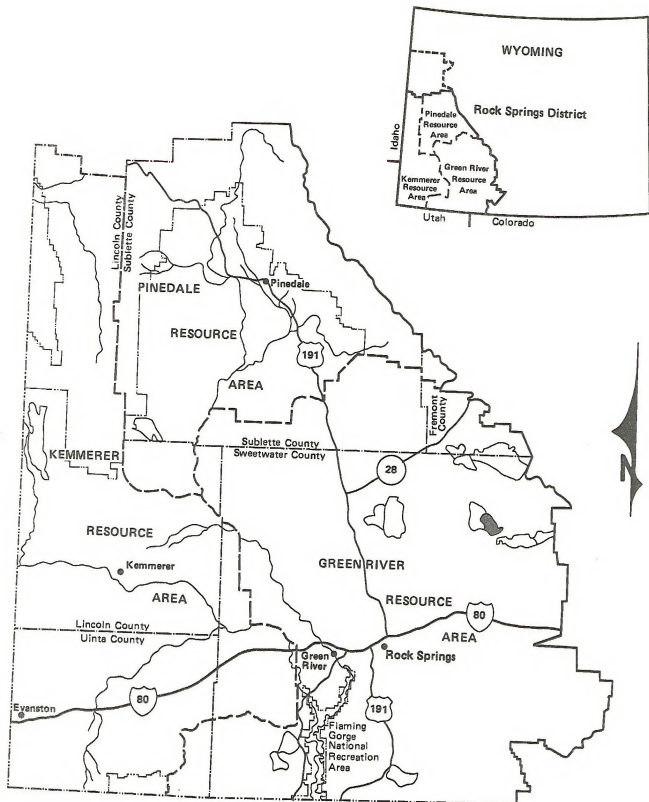 WYOMING
Rock Springs District
Pinedale
Resource
Area
Green River
Resource
Area
Kemmerer
Resource
Area
Idaho
Utah
Colorado
Lincoln County
Sublette County
PINEDALE
RESOURCE
AREA
Pinedale
191
Fremont
County
Sublette County
Sweetwater County
28
KEMMERER
RESOURCE
AREA
Kemmerer
GREEN RIVER
RESOURCE
AREA
80
Lincoln County
Uinta County
Green
River
Rock Springs
Evanston
80
191
Flaming
Gorge
National
Recreation
Area
N